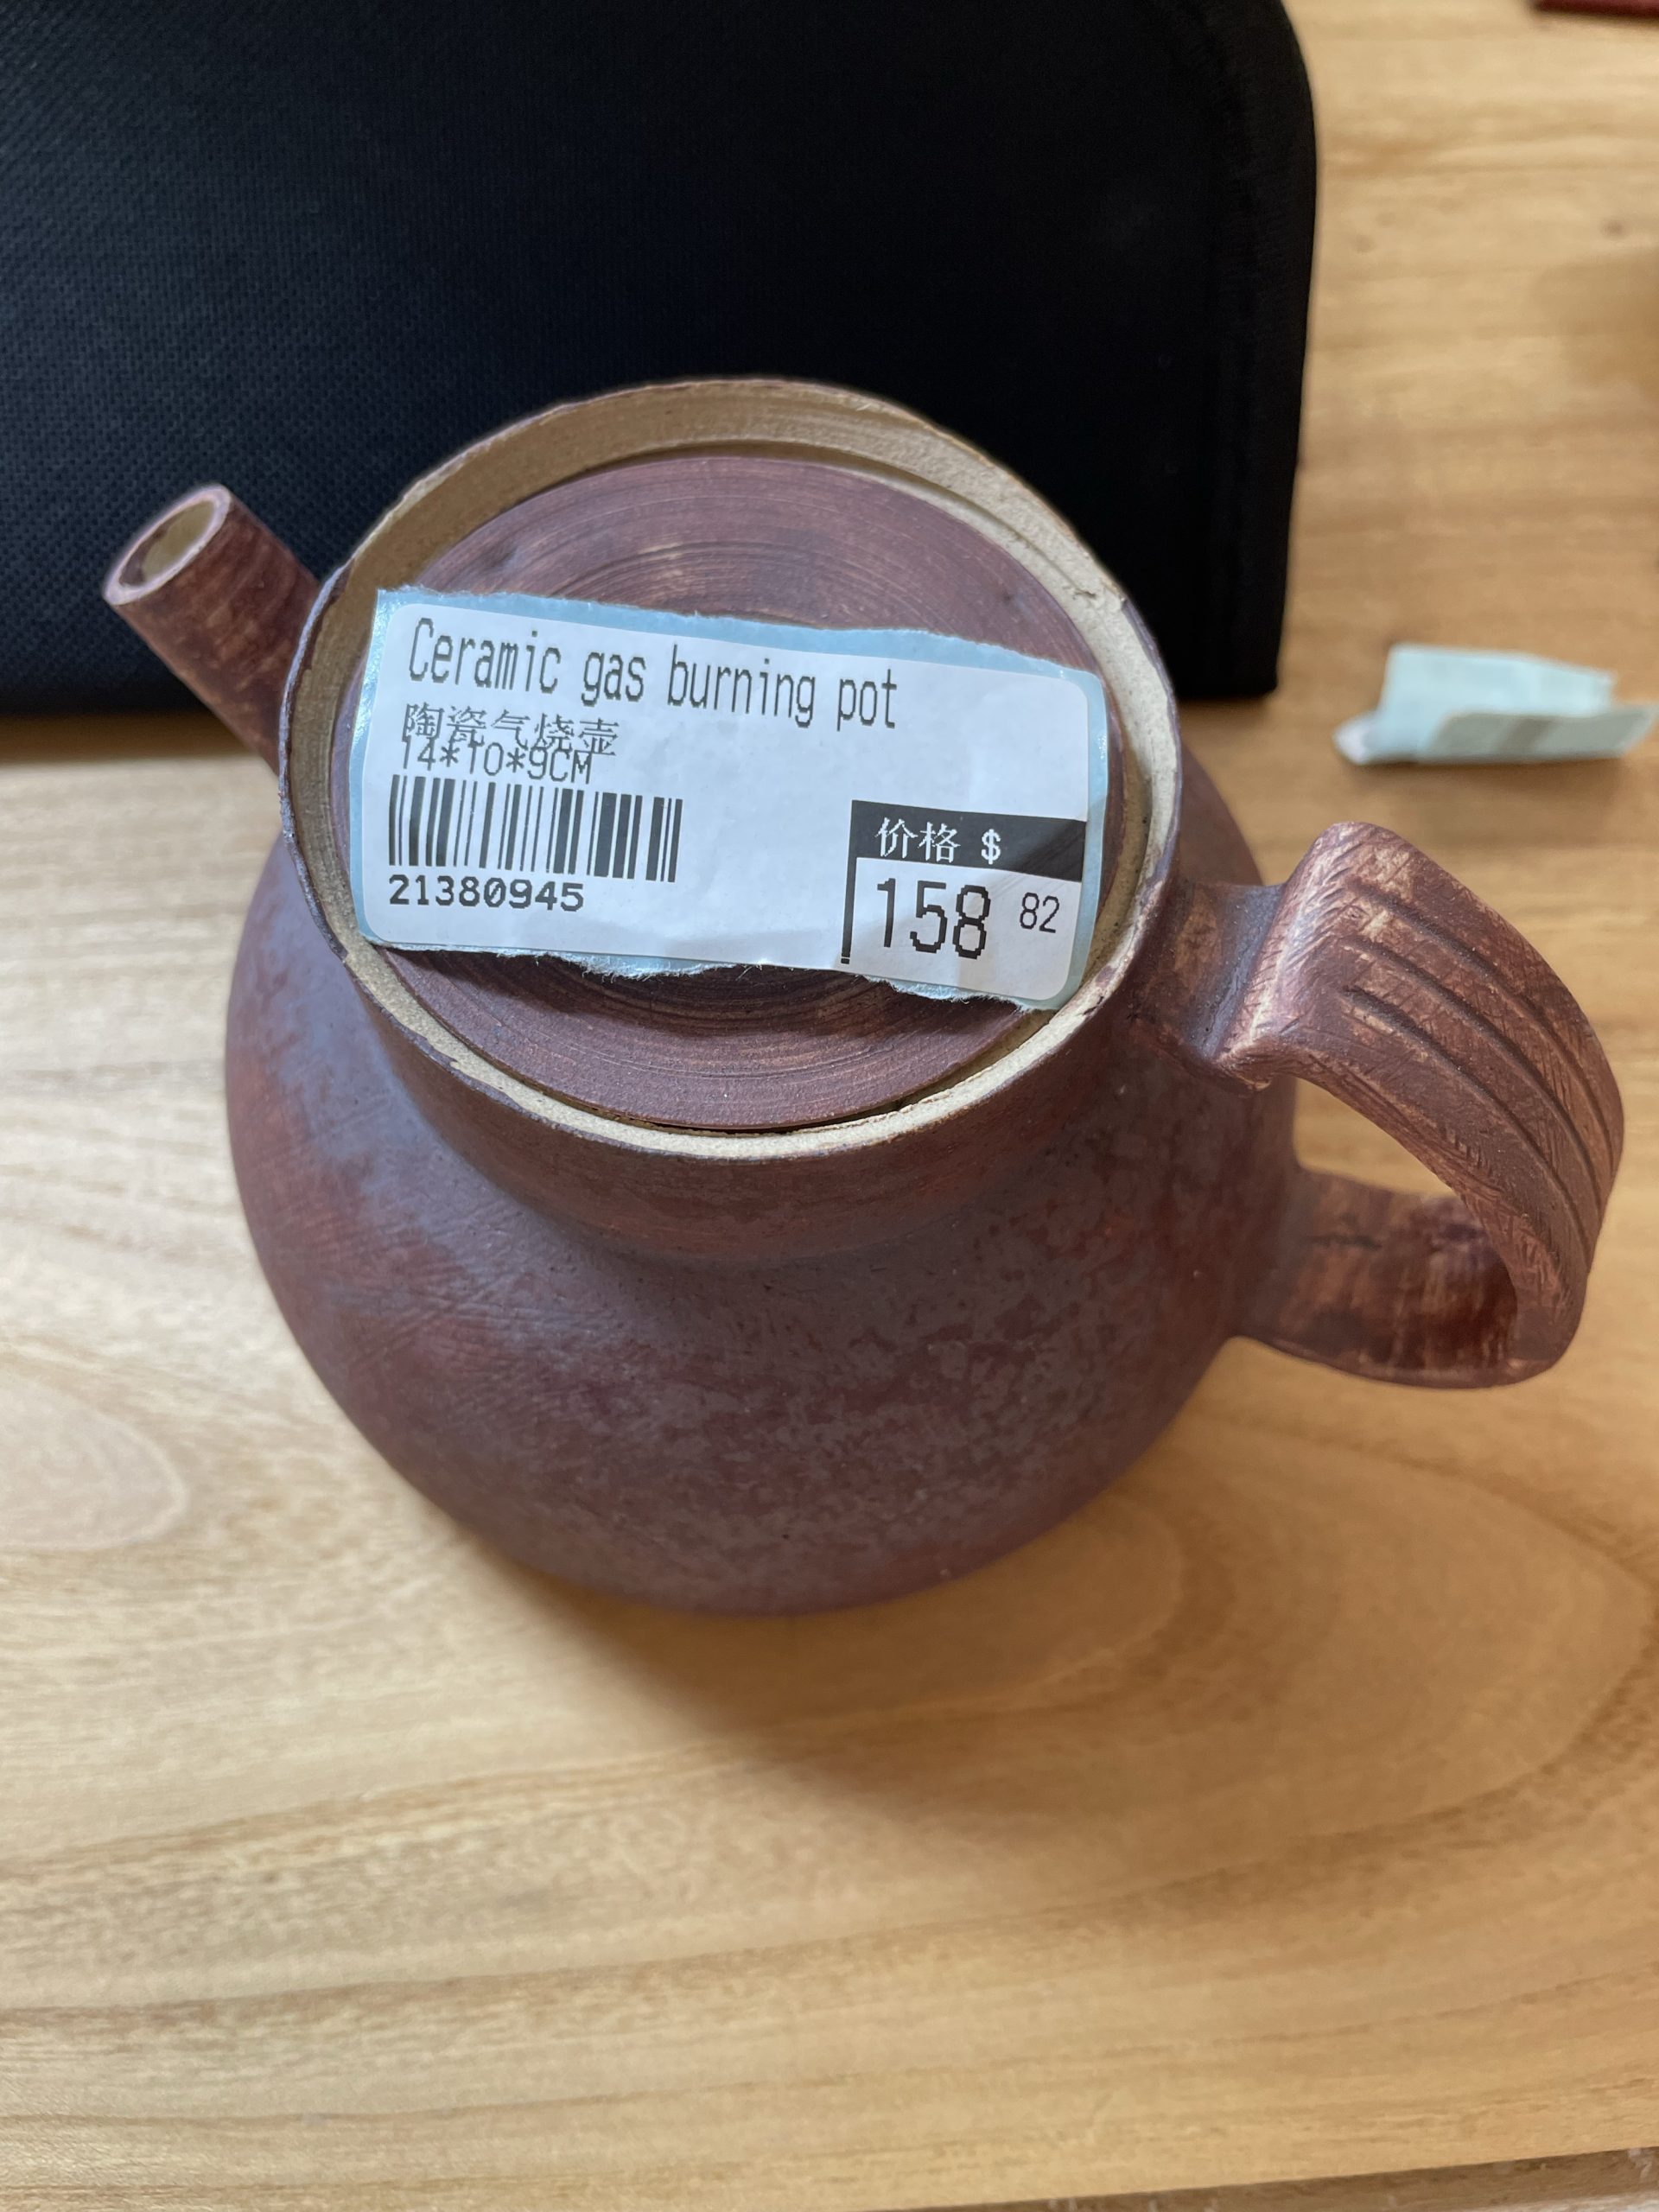 Ceramic gas burning pot
陶瓷气烧壶
14*10*9CM
21380945
价格 $
158 82